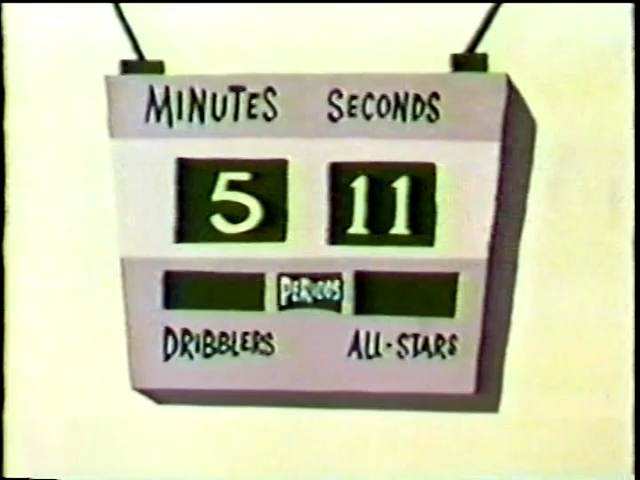 MINUTES SECONDS
5 11
PERIODS
DRIBBLERS ALL-STARS